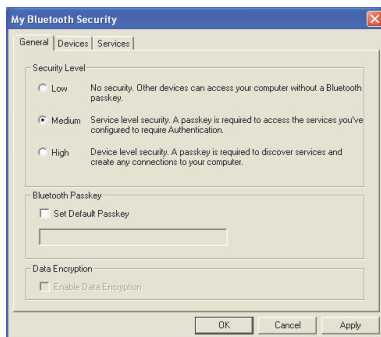 My Bluetooth Security
General Devices Services
Security Level
Low No security. Other devices can access your computer without a Bluetooth
passkey.
Medium Service level security. A passkey is required to access the services you've
configured to require Authentication.
High Device level security. A passkey is required to discover services and
create any connections to your computer.
Bluetooth Passkey
Set Default Passkey
Data Encryption
Enable Data Encryption
OK Cancel Apply